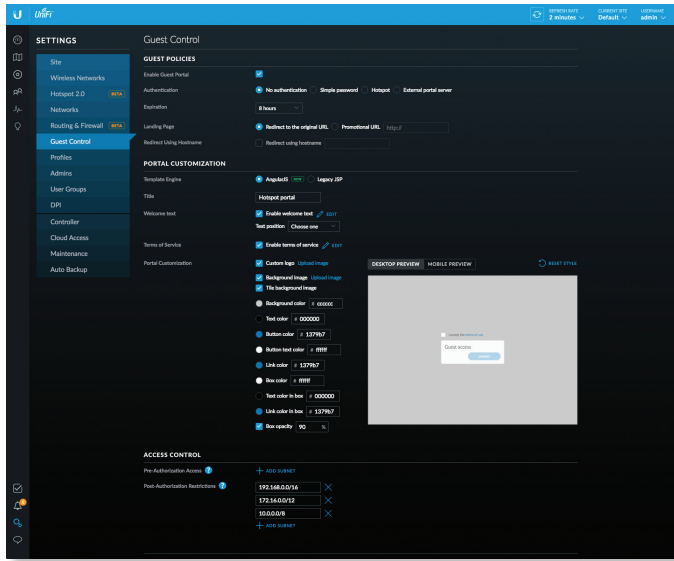 U UniFi REFRESH RATE CURRENT SITE USERNAME
2 minutes Default admin
SETTINGS
Site
Wireless Networks
Hotspot 2.0 BETA
Networks
Routing & Firewall BETA
Guest Control
Profiles
Admins
User Groups
DPI
Controller
Cloud Access
Maintenance
Auto Backup
Guest Control
GUEST POLICIES
Enable Guest Portal
Authentication No authentication Simple password Hotspot External portal server
Expiration 8 hours
Landing Page Redirect to the original URL Promotional URL http://
Redirect Using Hostname Redirect using hostname
PORTAL CUSTOMIZATION
Template Engine AngularJS Legacy JSP
Title Hotspot portal
Welcome text Enable welcome text EDIT
Text position Choose one
Terms of Service Enable terms of service EDIT
Portal Customization Custom logo Upload image DESKTOP PREVIEW MOBILE PREVIEW RESET STYLE
Background image Upload image
Tile background image
Background color # cccccc
Text color # 000000
Button color # 1379b7
Button text color # ffffff
Link color # 1379b7
Box color # ffffff
Text color in box # 000000
Link color in box # 1379b7
Box opacity 90 %
Guest access
ACCESS CONTROL
Pre-Authorization Access ? + ADD SUBNET
Post-Authorization Restrictions ? 192.168.0.0/16
172.16.0.0/12
10.0.0.0/8
+ ADD SUBNET